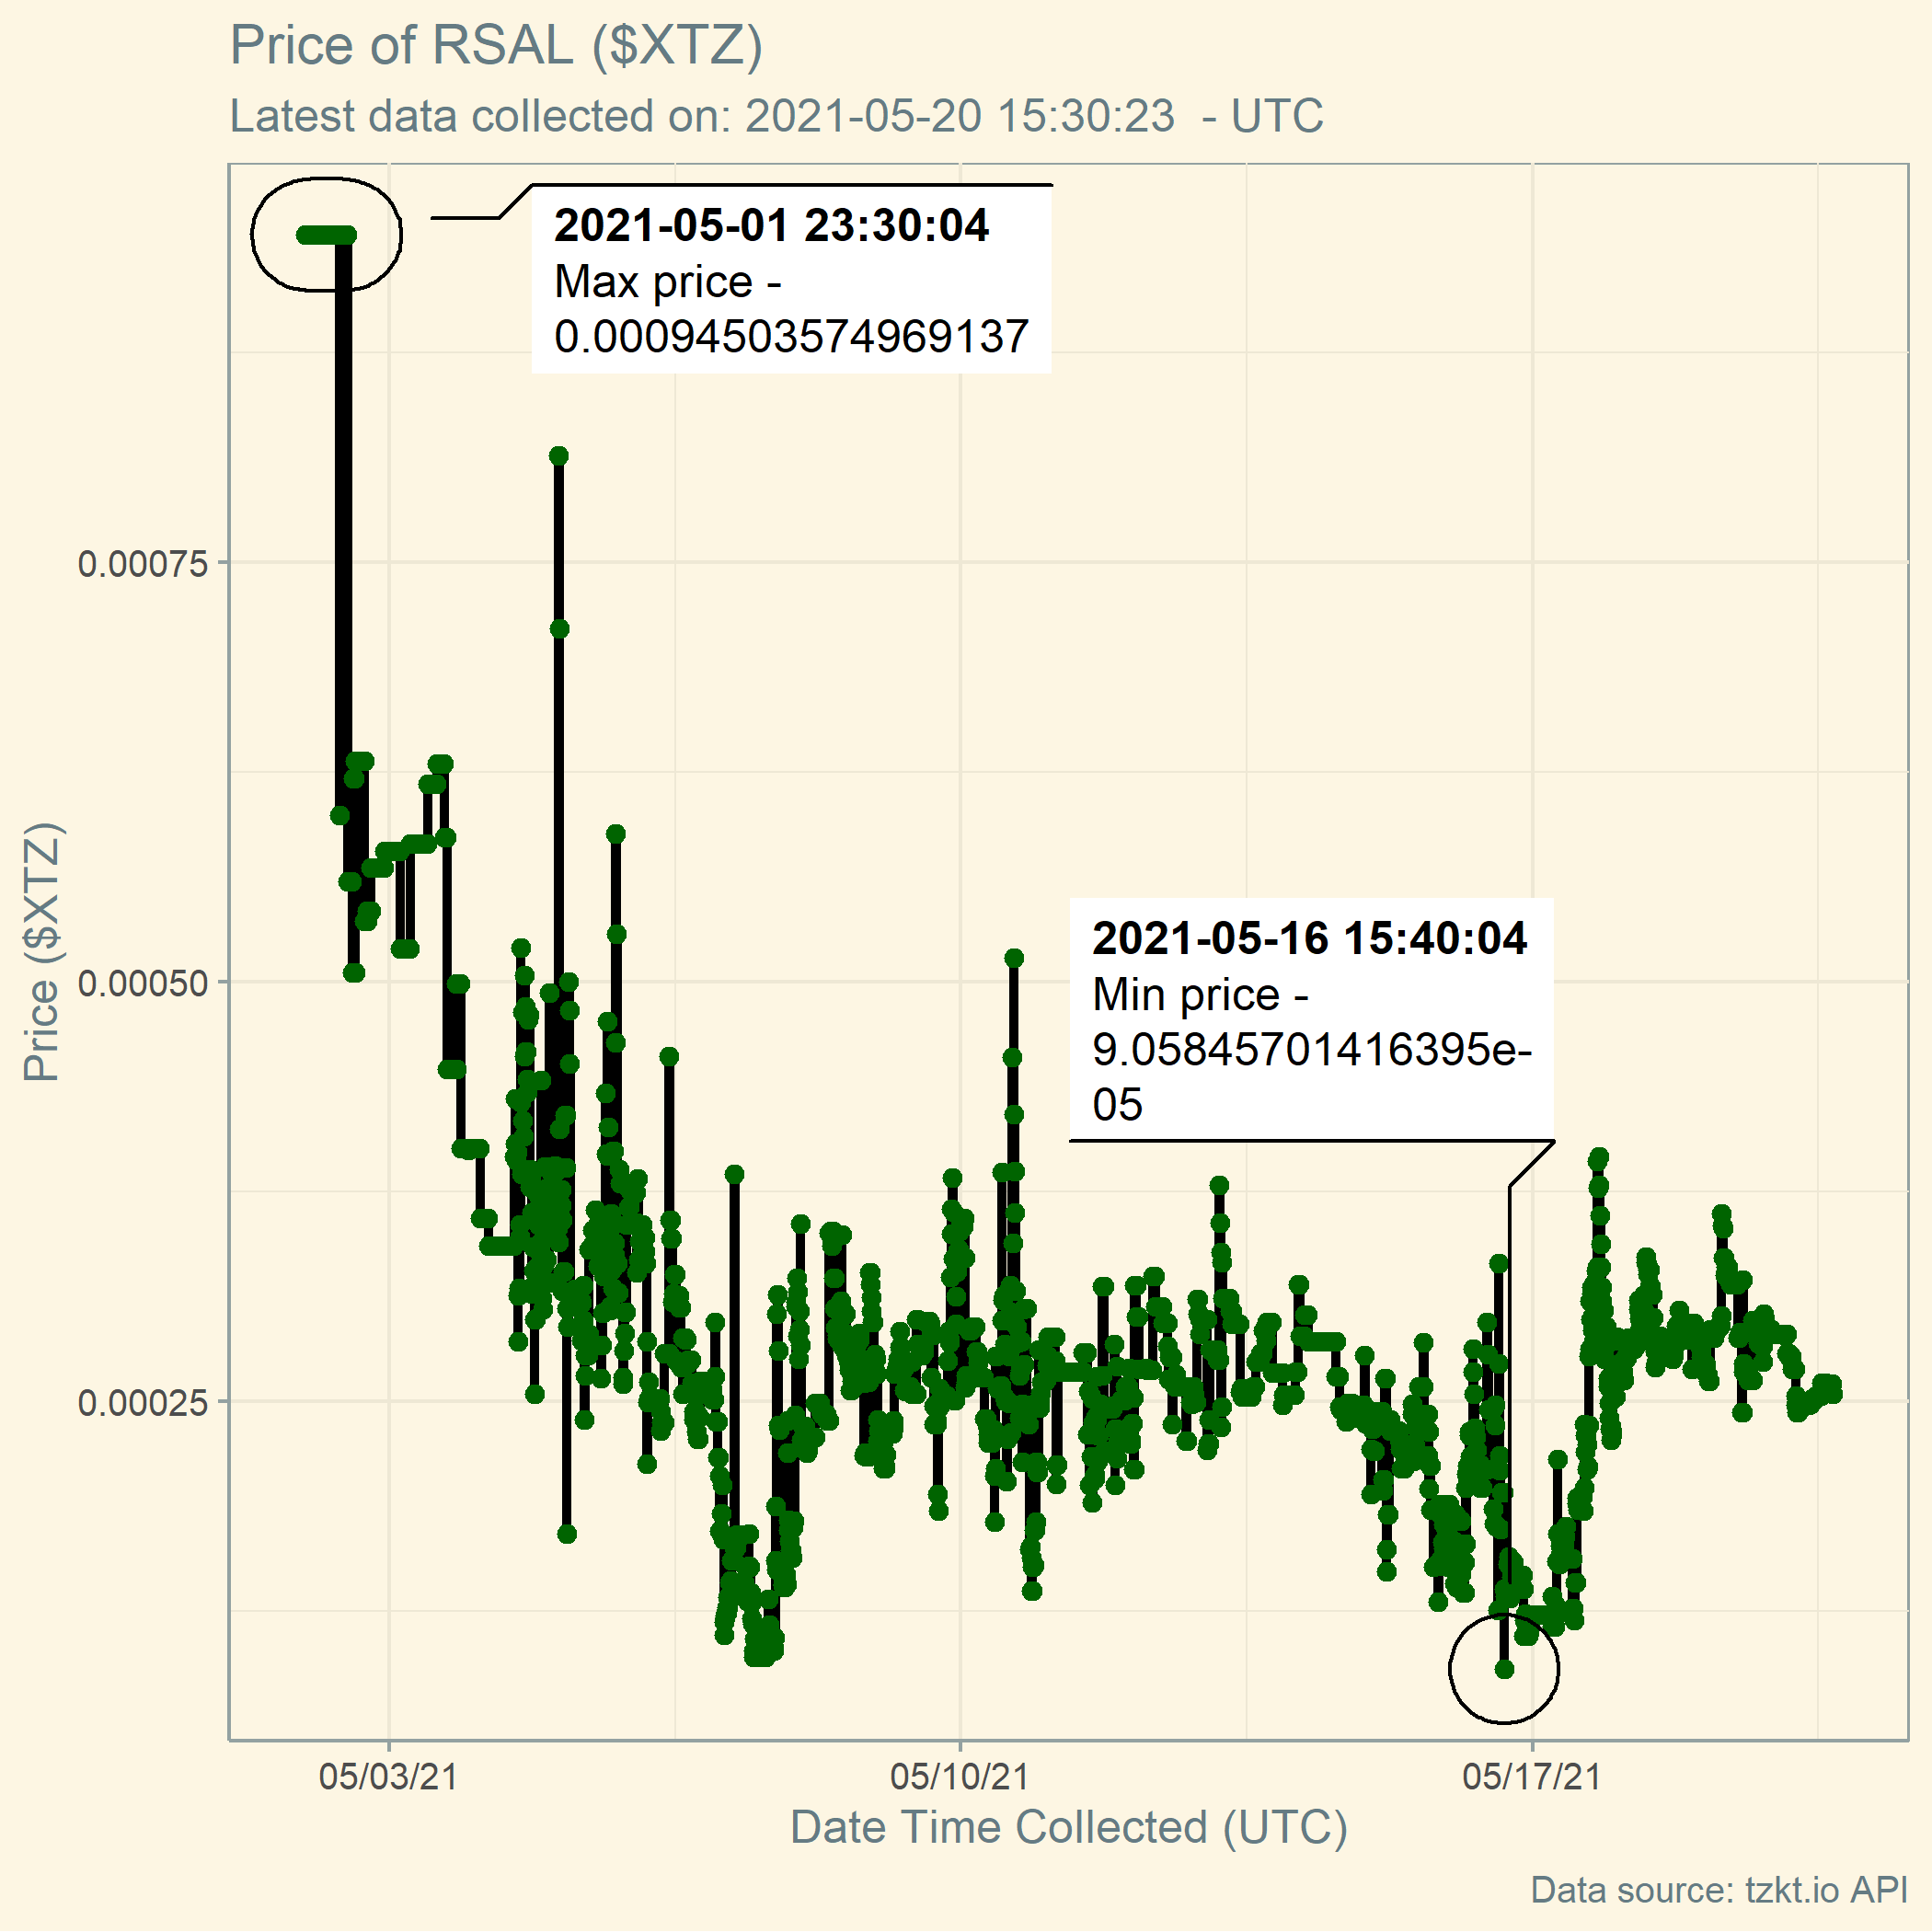 Price of RSAL ($XTZ)
Latest data collected on: 2021-05-20 15:30:23  - UTC
2021-05-01 23:30:04
Max price -
0.000945035749​69137
0.00075
Price ($XTZ)
0.00050
2021-05-16 15:40:04
Min price -
9.05845701416395e-
05
0.00025
05/03/21
05/10/21
05/17/21
Date Time Collected (UTC)
Data source: tzkt.io API